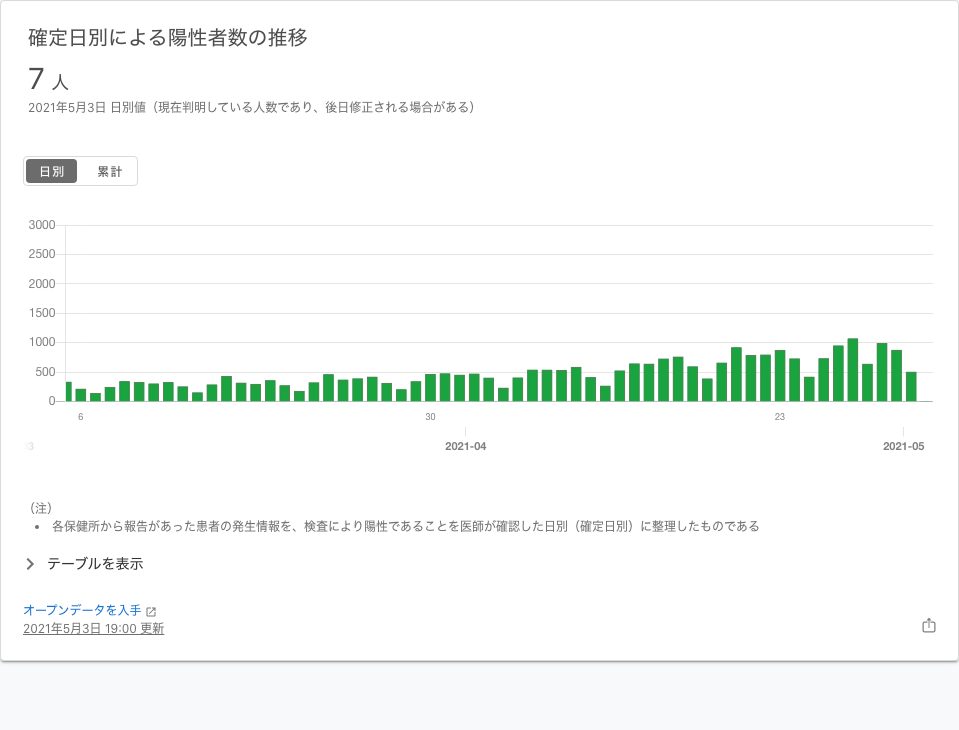 確定日別による陽性者数の推移
7 人
2021年5月3日 日別値（現在判明している人数であり、後日修正される場合がある）
日別 累計
3000
2500
2000
1500
1000
500
0
6 30 23
3 2021-04 2021-05
（注）
• 各保健所から報告があった患者の発生情報を、検査により陽性であることを医師が確認した日別（確定日別）に整理したものである
テーブルを表示
オープンデータを入手
2021年5月3日 19:00 更新